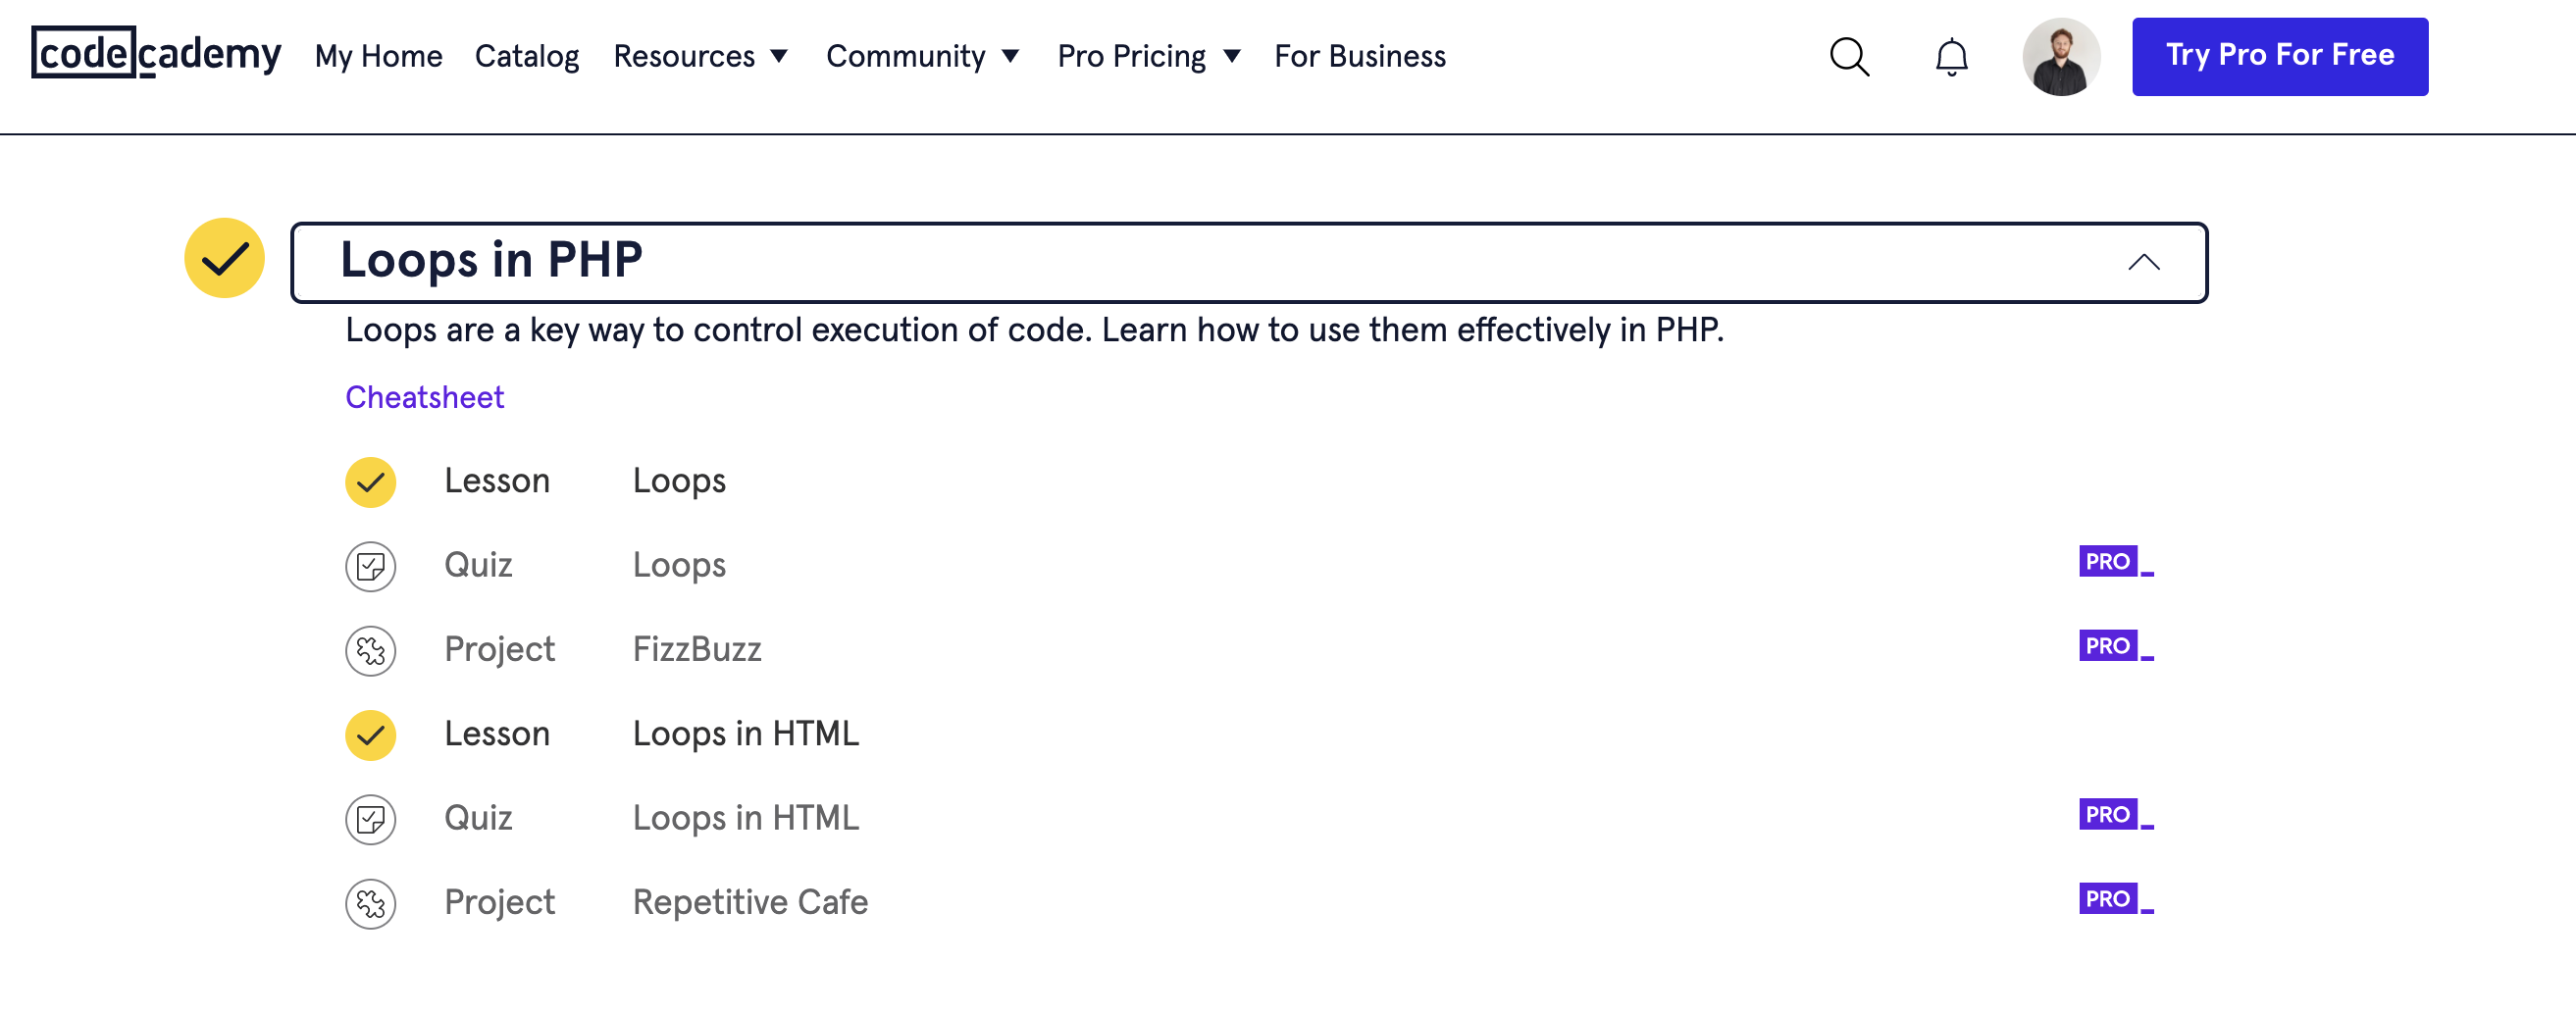 codecademy My Home Catalog Resources Community Pro Pricing For Business Try Pro For Free
Loops in PHP
Loops are a key way to control execution of code. Learn how to use them effectively in PHP.
Cheatsheet
Lesson Loops
Quiz Loops PRO
Project FizzBuzz PRO
Lesson Loops in HTML
Quiz Loops in HTML PRO
Project Repetitive Cafe PRO